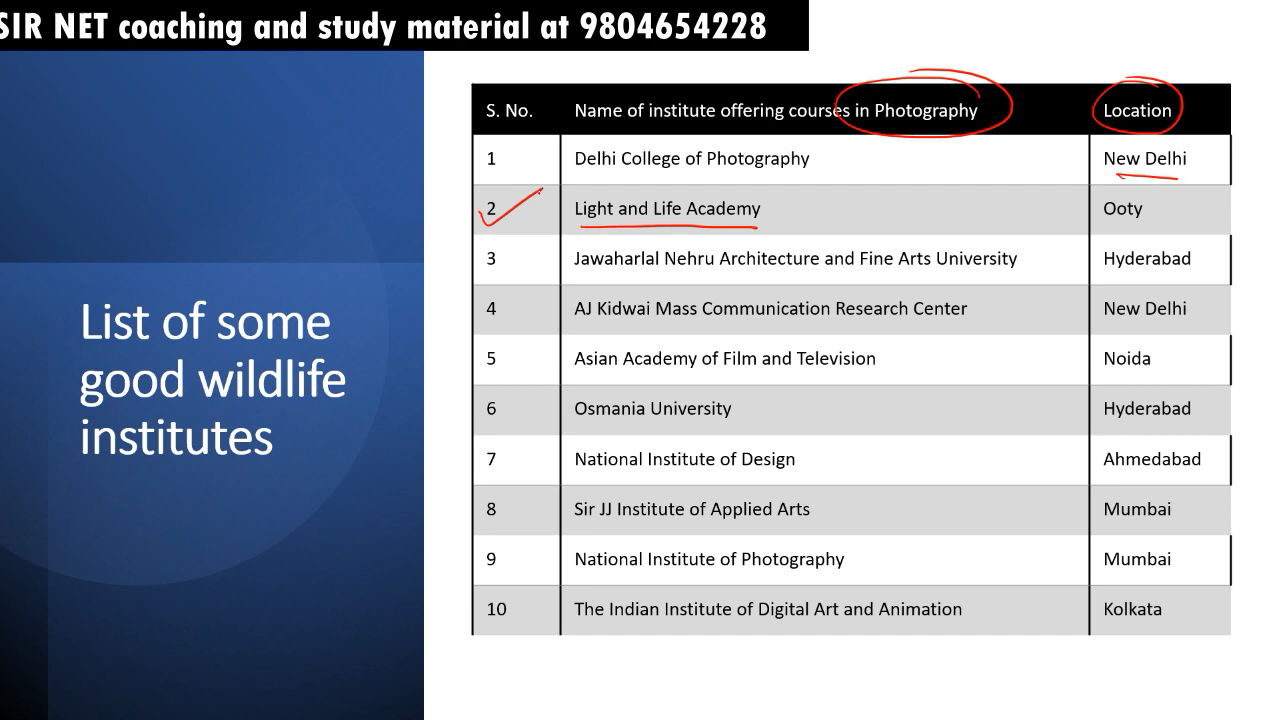 SIR NET coaching and study material at 9804654228
List of some
good wildlife
institutes
S. No. Name of institute offering courses in Photography Location
1 Delhi College of Photography New Delhi
2 Light and Life Academy Ooty
3 Jawaharlal Nehru Architecture and Fine Arts University Hyderabad
4 AJ Kidwai Mass Communication Research Center New Delhi
5 Asian Academy of Film and Television Noida
6 Osmania University Hyderabad
7 National Institute of Design Ahmedabad
8 Sir JJ Institute of Applied Arts Mumbai
9 National Institute of Photography Mumbai
10 The Indian Institute of Digital Art and Animation Kolkata